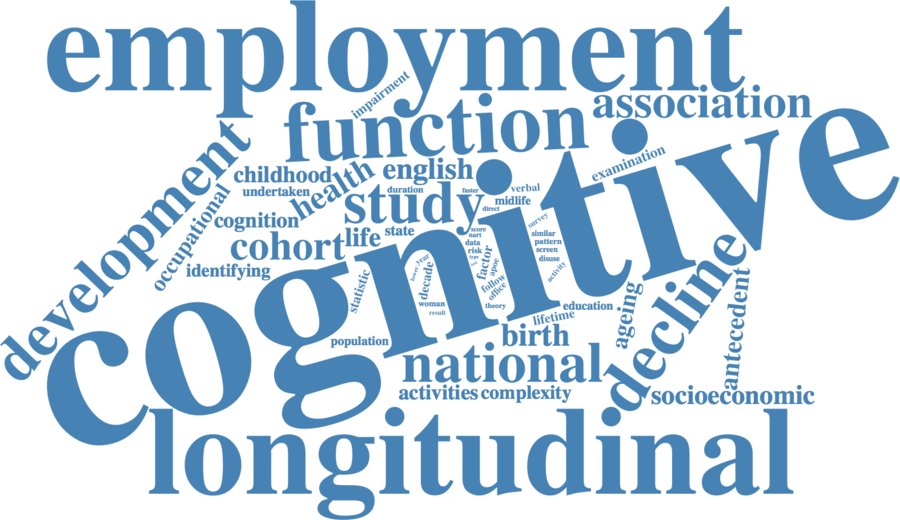 employment
impairment
association
function
development
childhood
health
english
examination
undertaken
duration
faster
verbal
occupational
study
direct
midlife
cognition
survey
cohort
life
state
score
nart
data
risk
type
similar
pattern
screen
disuse
identifying
factor
apoe
activity
lower
year
decade
follow
office
statistic
cognitive
woman
theory
education
result
lifetime
ageing
decline
antecedent
population
birth
national
activities
complexity
socioeconomic
longitudinal